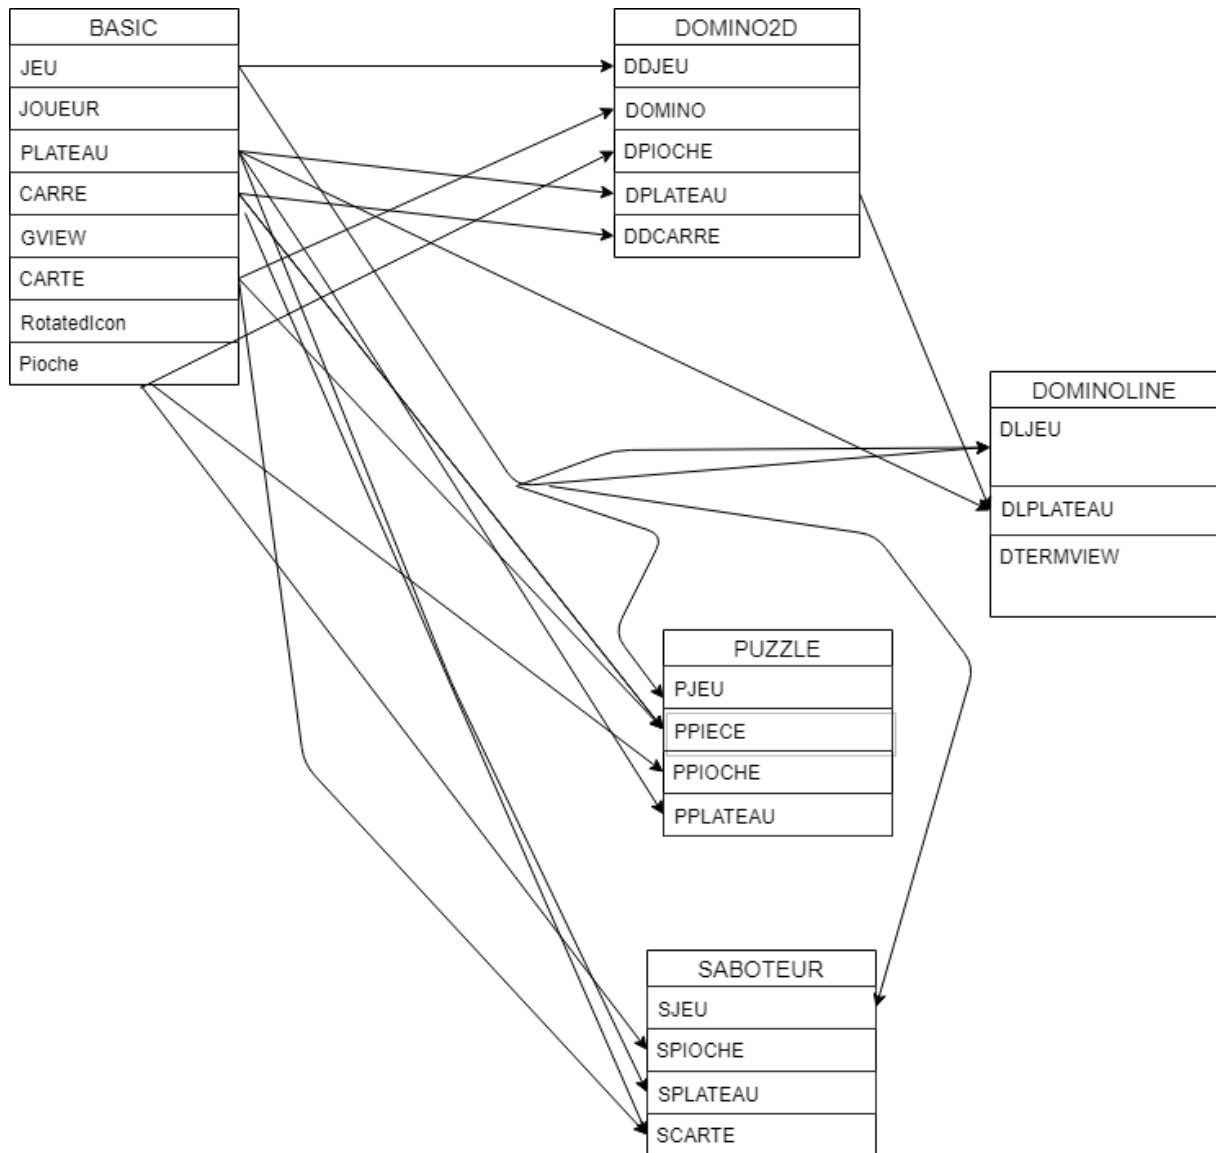 BASIC
JEU
JOUEUR
PLATEAU
CARRE
GVIEW
CARTE
RotatedIcon
Pioche
DOMINO2D
DDJEU
DOMINO
DPIOCHE
DPLATEAU
DDCARRE
DOMINOLINE
DLJEU
DLPLATEAU
DTERMVIEW
PUZZLE
PJEU
PPIECE
PPIOCHE
PPLATEAU
SABOTEUR
SJEU
SPIOCHE
SPLATEAU
SCARTE